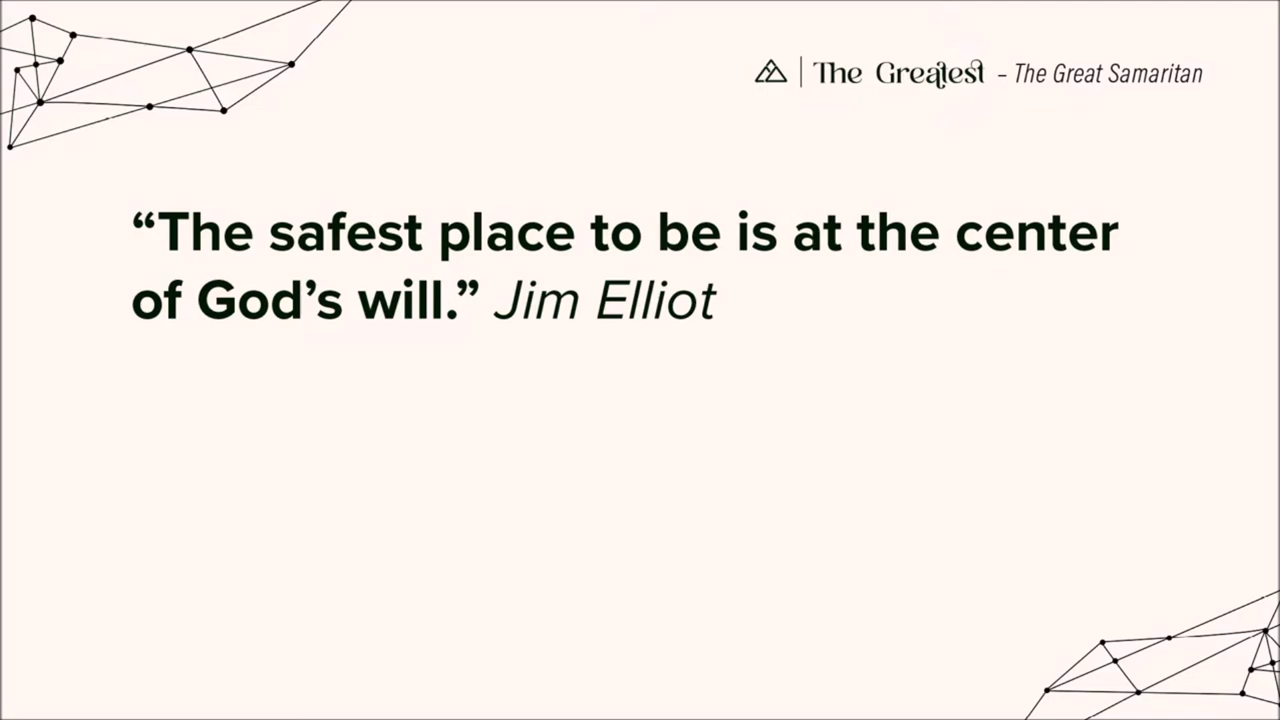 The Greatest – The Great Samaritan
“The safest place to be is at the center
of God’s will.” Jim Elliot